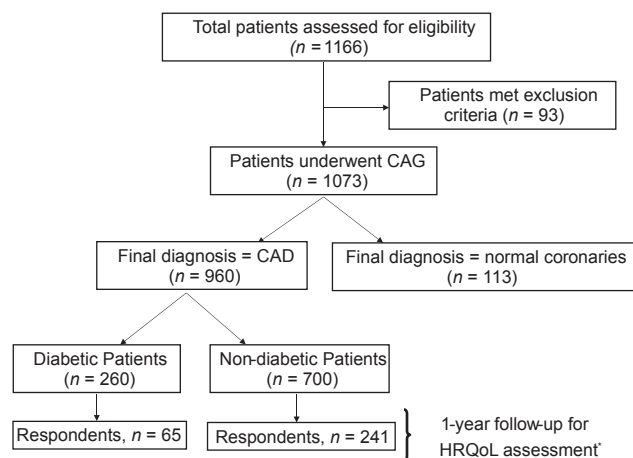 Total patients assessed for eligibility
(n = 1166)
Patients met exclusion
criteria (n = 93)
Patients underwent CAG
(n = 1073)
Final diagnosis = CAD
(n = 960)
Final diagnosis = normal coronaries
(n = 113)
Diabetic Patients
(n = 260)
Non-diabetic Patients
(n = 700)
Respondents, n = 65
Respondents, n = 241
1-year follow-up for
HRQoL assessment*